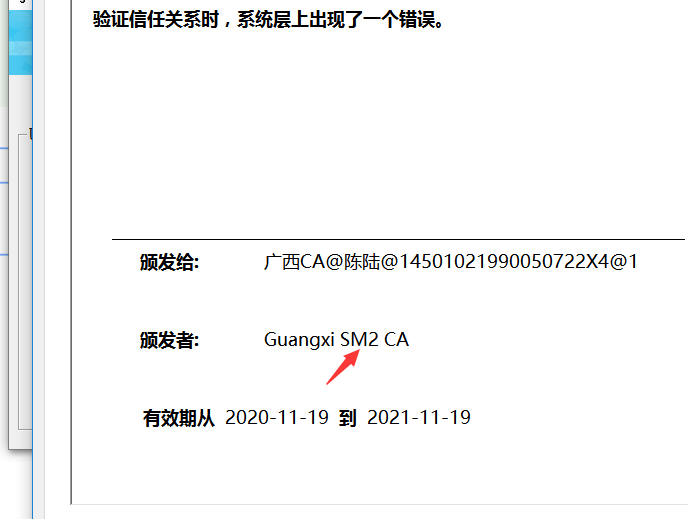 验证信任关系时，系统层上出现了一个错误。
颁发给: 广西CA@陈陆@14501021990050722X4@1
颁发者: Guangxi SM2 CA
有效期从 2020-11-19 到 2021-11-19